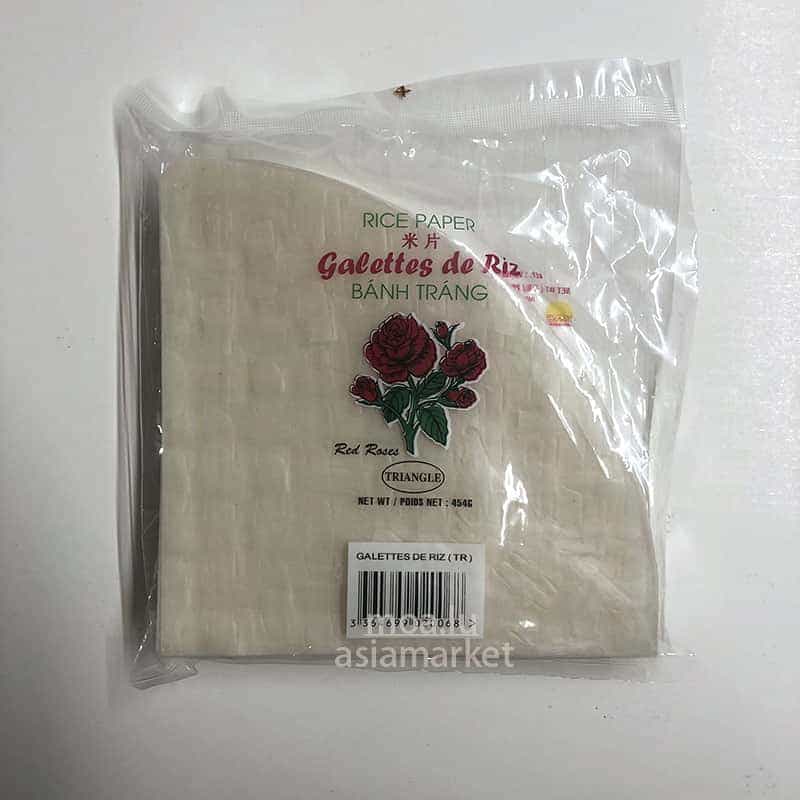 RICE PAPER
米片
Galettes de Riz
BÁNH TRÁNG
Red Roses
TRIANGLE
NET WT / POIDS NET : 454G
GALETTES DE RIZ ( TR )
asiamarket